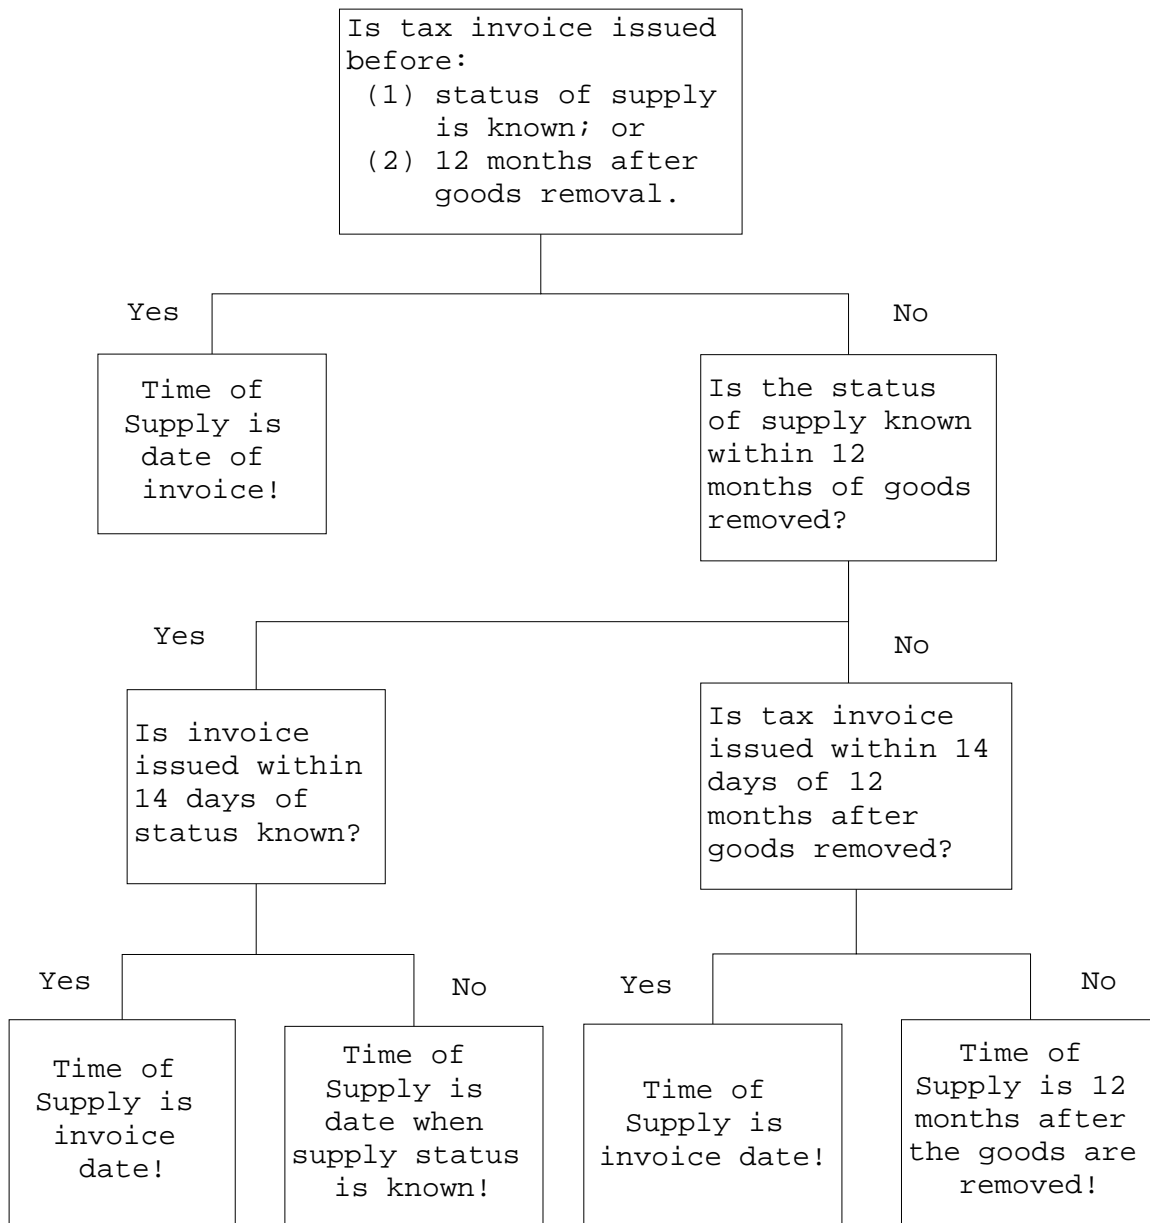 Is tax invoice issued
before:
(1) status of supply
is known; or
(2) 12 months after
goods removal.
Yes
No
Time of
Supply is
date of
invoice!
Is the status
of supply known
within 12
months of goods
removed?
Yes
No
Is invoice
issued within
14 days of
status known?
Is tax invoice
issued within 14
days of 12
months after
goods removed?
Yes
No
Yes
No
Time of
Supply is
invoice
date!
Time of
Supply is
date when
supply status
is known!
Time of
Supply is
invoice date!
Time of
Supply is 12
months after
the goods are
removed!